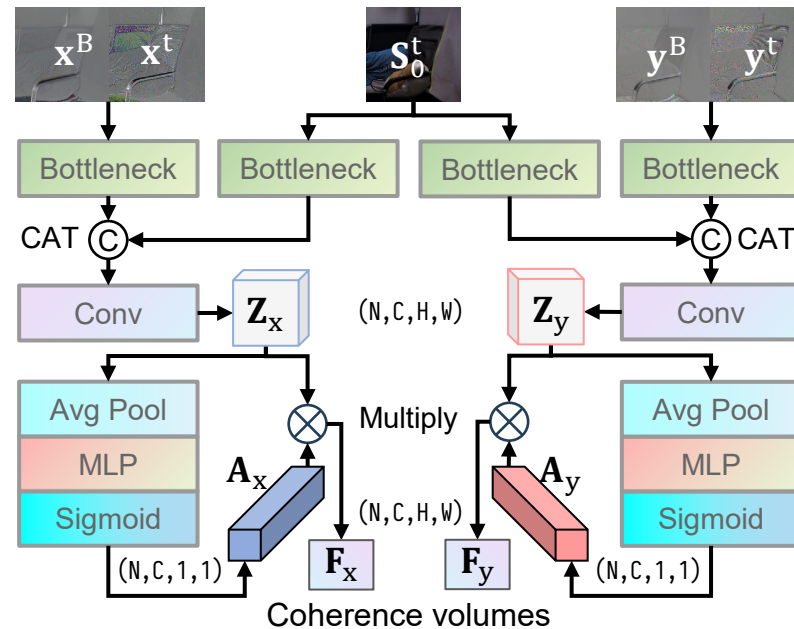 x^B x^t S_0^t y^B y^t
Bottleneck Bottleneck Bottleneck Bottleneck
CAT C C CAT
Conv Z_x (N,C,H,W) Z_y Conv
Avg Pool Multiply Avg Pool
MLP A_x A_y MLP
Sigmoid (N,C,H,W) Sigmoid
(N,C,1,1) F_x F_y (N,C,1,1)
Coherence volumes